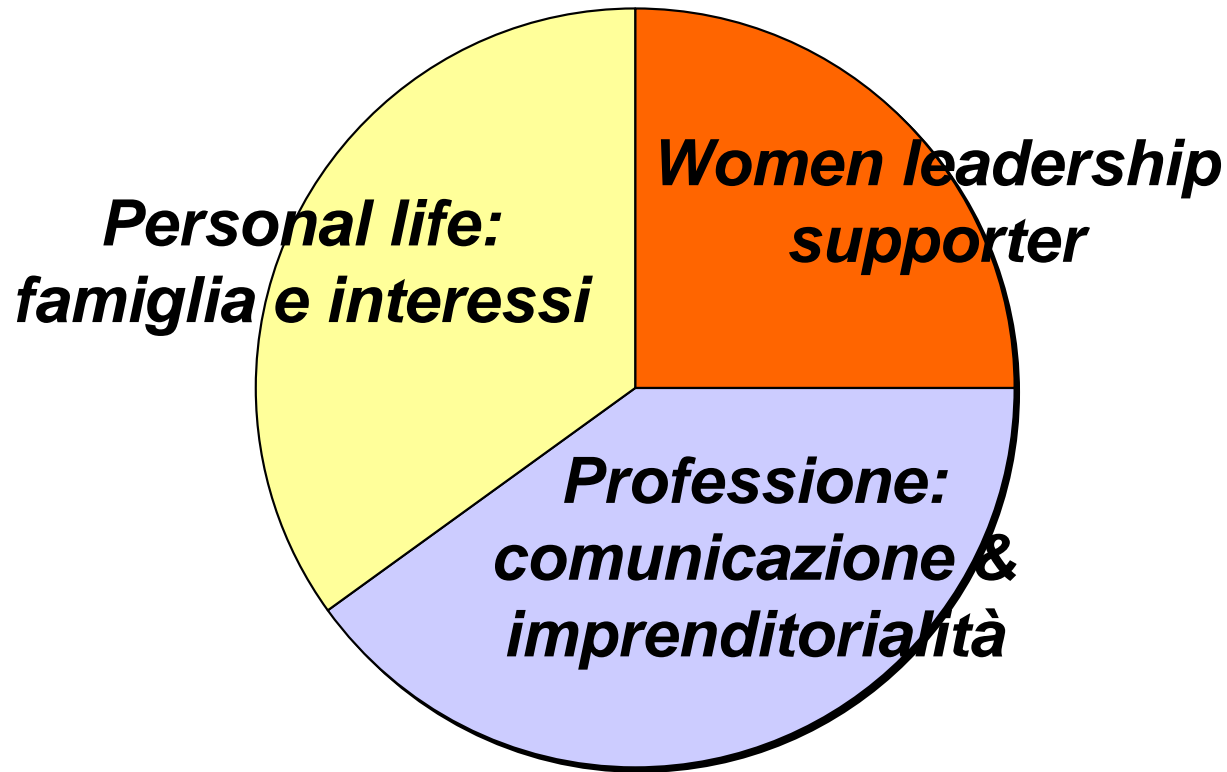 Women leadership
supporter
Personal life:
famiglia e interessi
Professione:
comunicazione &
imprenditorialità